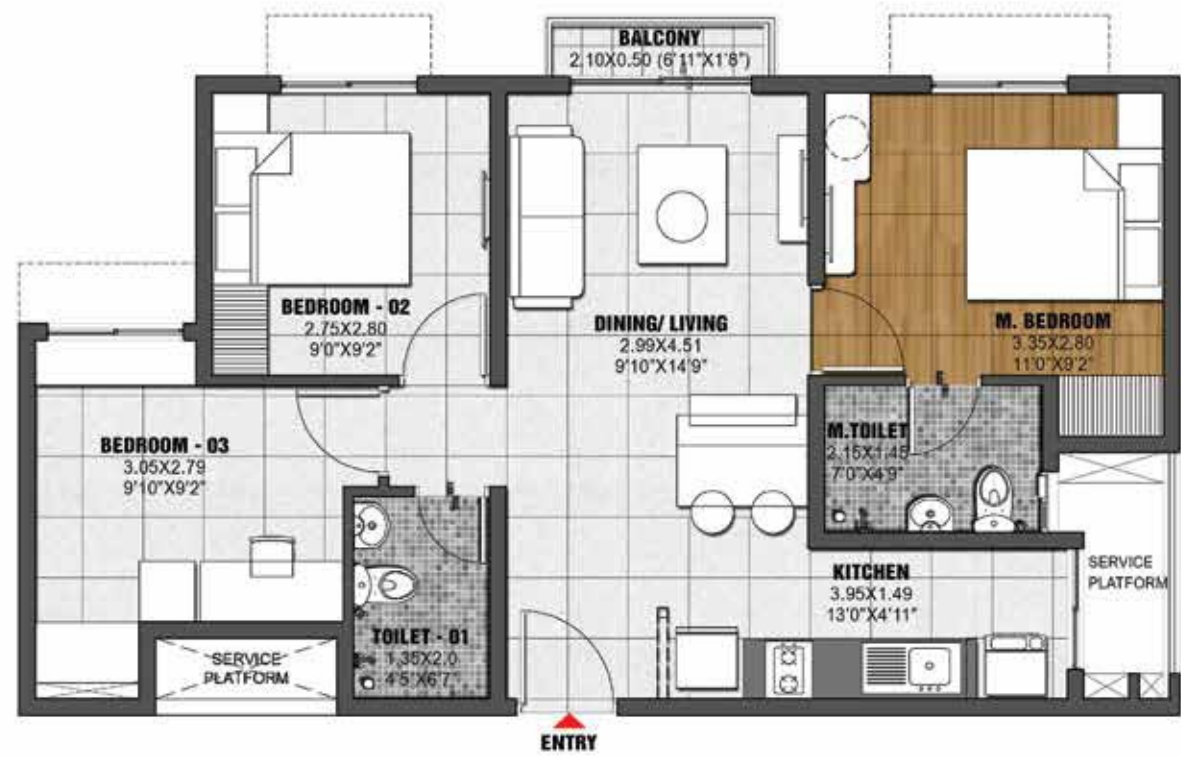 BALCONY
2.10X0.50 (6'11"X1'8")
BEDROOM - 02
2.75X2.80
9'0"X9'2"
DINING/ LIVING
2.99X4.51
9'10"X14'9"
M. BEDROOM
3.35X2.80
11'0"X9'2"
BEDROOM - 03
3.05X2.79
9'10"X9'2"
M.TOILET
2.15X1.45
7'0"X4'9"
KITCHEN
3.95X1.49
13'0"X4'11"
SERVICE
PLATFORM
TOILET - 01
1.35X2.0
4'5"X6'7"
SERVICE
PLATFORM
ENTRY